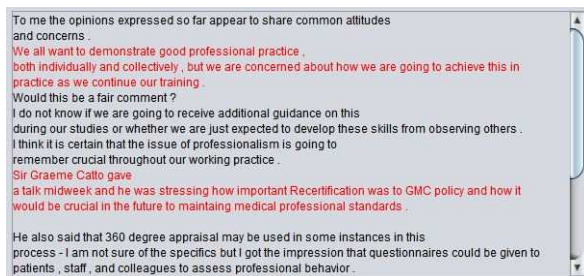 To me the opinions expressed so far appear to share common attitudes
and concerns .
We all want to demonstrate good professional practice ,
both individually and collectively , but we are concerned about how we are going to achieve this in
practice as we continue our training .
Would this be a fair comment ?
I do not know if we are going to receive additional guidance on this
during our studies or whether we are just expected to develop these skills from observing others .
I think it is certain that the issue of professionalism is going to
remember crucial throughout our working practice .
Sir Graeme Catto gave
a talk midweek and he was stressing how important Recertification was to GMC policy and how it
would be crucial in the future to maintaing medical professional standards .
He also said that 360 degree appraisal may be used in some instances in this
process - I am not sure of the specifics but I got the impression that questionnaires could be given to
patients , staff , and colleagues to assess professional behavior .